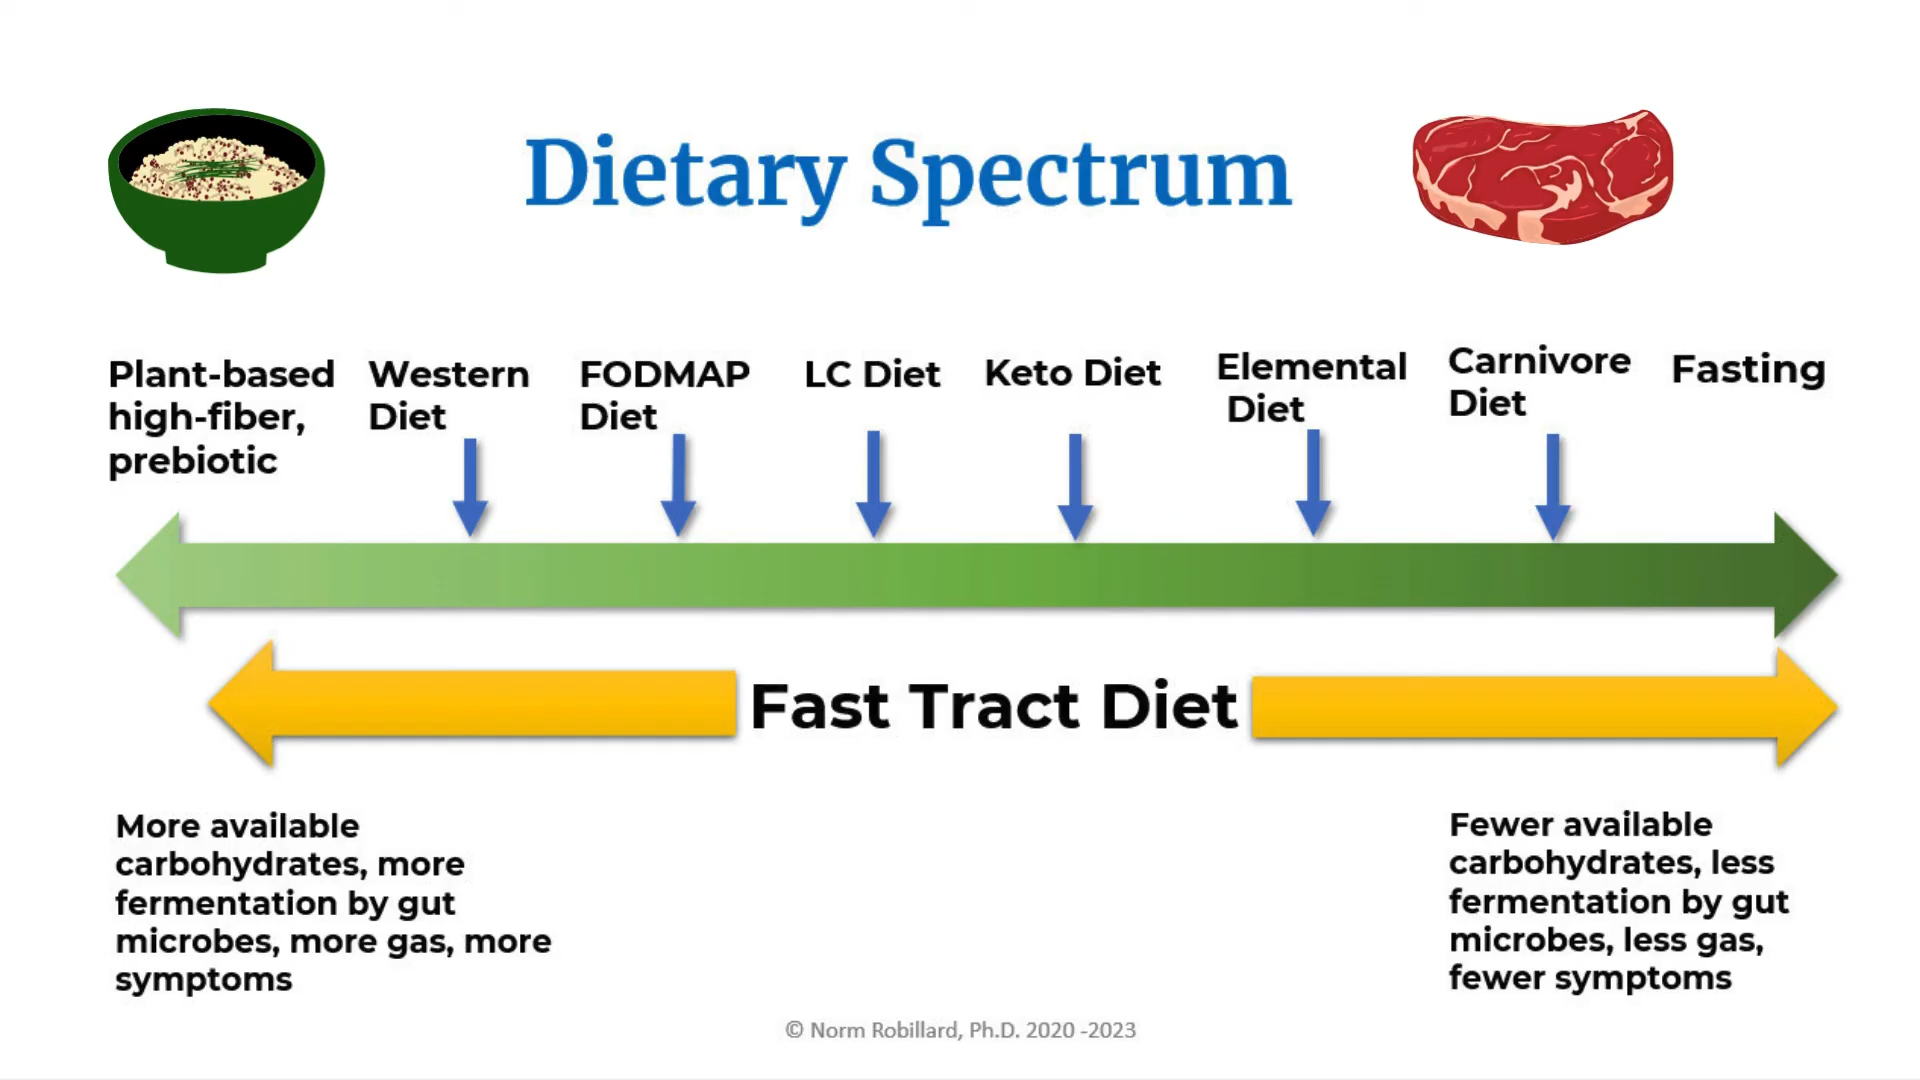 Dietary Spectrum
Plant-based
high-fiber,
prebiotic
Western
Diet
FODMAP
Diet
LC Diet
Keto Diet
Elemental
Diet
Carnivore
Diet
Fasting
Fast Tract Diet
More available
carbohydrates, more
fermentation by gut
microbes, more gas, more
symptoms
Fewer available
carbohydrates, less
fermentation by gut
microbes, less gas,
fewer symptoms
© Norm Robillard, Ph.D. 2020 -2023